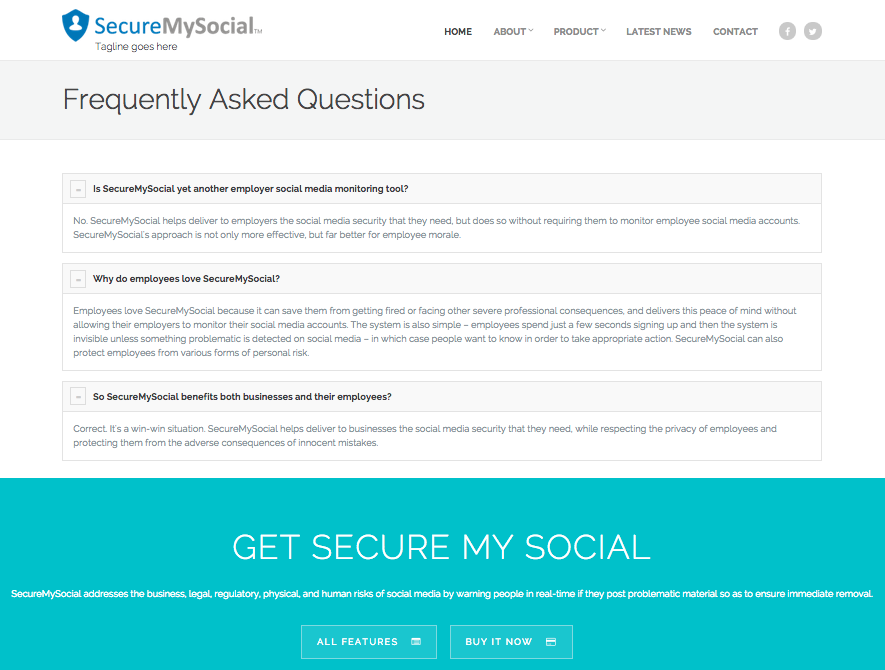 SecureMySocial™
Tagline goes here
HOME ABOUT PRODUCT LATEST NEWS CONTACT
Frequently Asked Questions
Is SecureMySocial yet another employer social media monitoring tool?
No. SecureMySocial helps deliver to employers the social media security that they need, but does so without requiring them to monitor employee social media accounts.
SecureMySocial's approach is not only more effective, but far better for employee morale.
Why do employees love SecureMySocial?
Employees love SecureMySocial because it can save them from getting fired or facing other severe professional consequences, and delivers this peace of mind without
allowing their employers to monitor their social media accounts. The system is also simple – employees spend just a few seconds signing up and then the system is
invisible unless something problematic is detected on social media – in which case people want to know in order to take appropriate action. SecureMySocial can also
protect employees from various forms of personal risk.
So SecureMySocial benefits both businesses and their employees?
Correct. It's a win-win situation. SecureMySocial helps deliver to businesses the social media security that they need, while respecting the privacy of employees and
protecting them from the adverse consequences of innocent mistakes.
GET SECURE MY SOCIAL
SecureMySocial addresses the business, legal, regulatory, physical, and human risks of social media by warning people in real-time if they post problematic material so as to ensure immediate removal.
ALL FEATURES BUY IT NOW